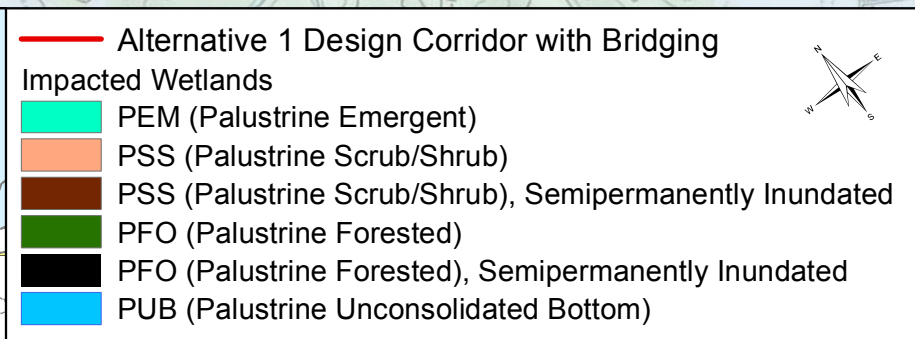 Alternative 1 Design Corridor with Bridging
N
E
W
S
Impacted Wetlands
PEM (Palustrine Emergent)
PSS (Palustrine Scrub/Shrub)
PSS (Palustrine Scrub/Shrub), Semipermanently Inundated
PFO (Palustrine Forested)
PFO (Palustrine Forested), Semipermanently Inundated
PUB (Palustrine Unconsolidated Bottom)